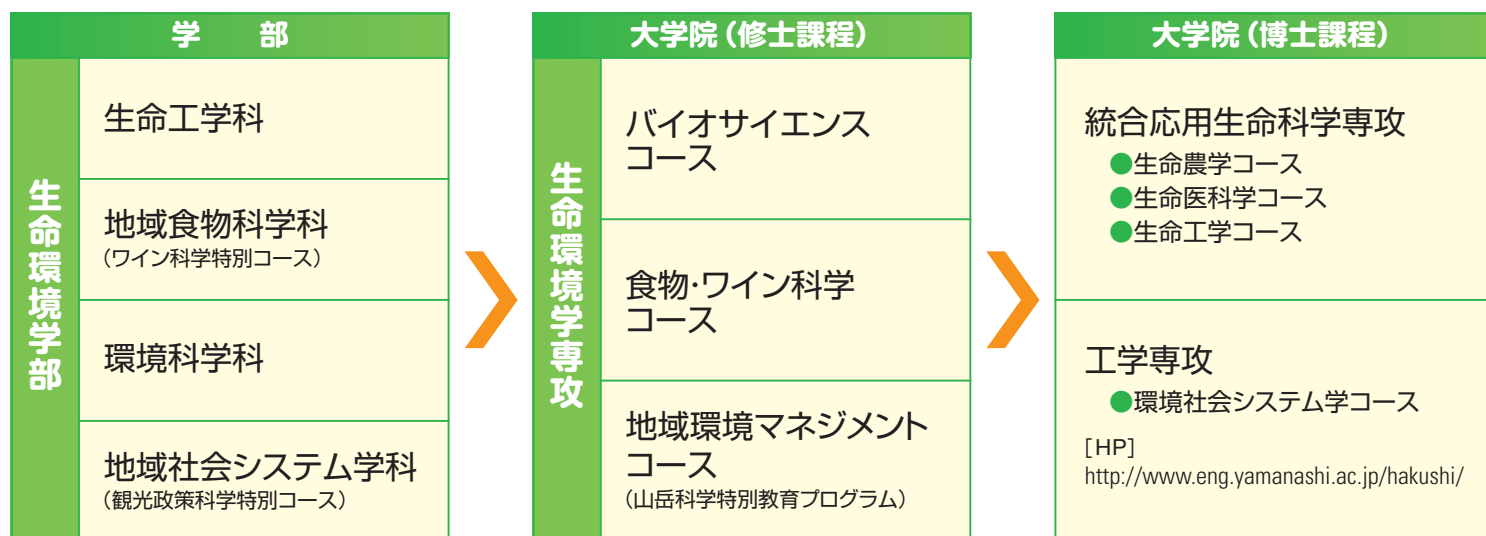 学 部
生命環境学部
生命工学科
地域食物科学科
(ワイン科学特別コース)
環境科学科
地域社会システム学科
(観光政策科学特別コース)
大学院(修士課程)
生命環境学専攻
バイオサイエンス
コース
食物・ワイン科学
コース
地域環境マネジメント
コース
(山岳科学特別教育プログラム)
大学院(博士課程)
統合応用生命科学専攻
●生命農学コース
●生命医科学コース
●生命工学コース
工学専攻
●環境社会システム学コース
[HP]
http://www.eng.yamanashi.ac.jp/hakushi/